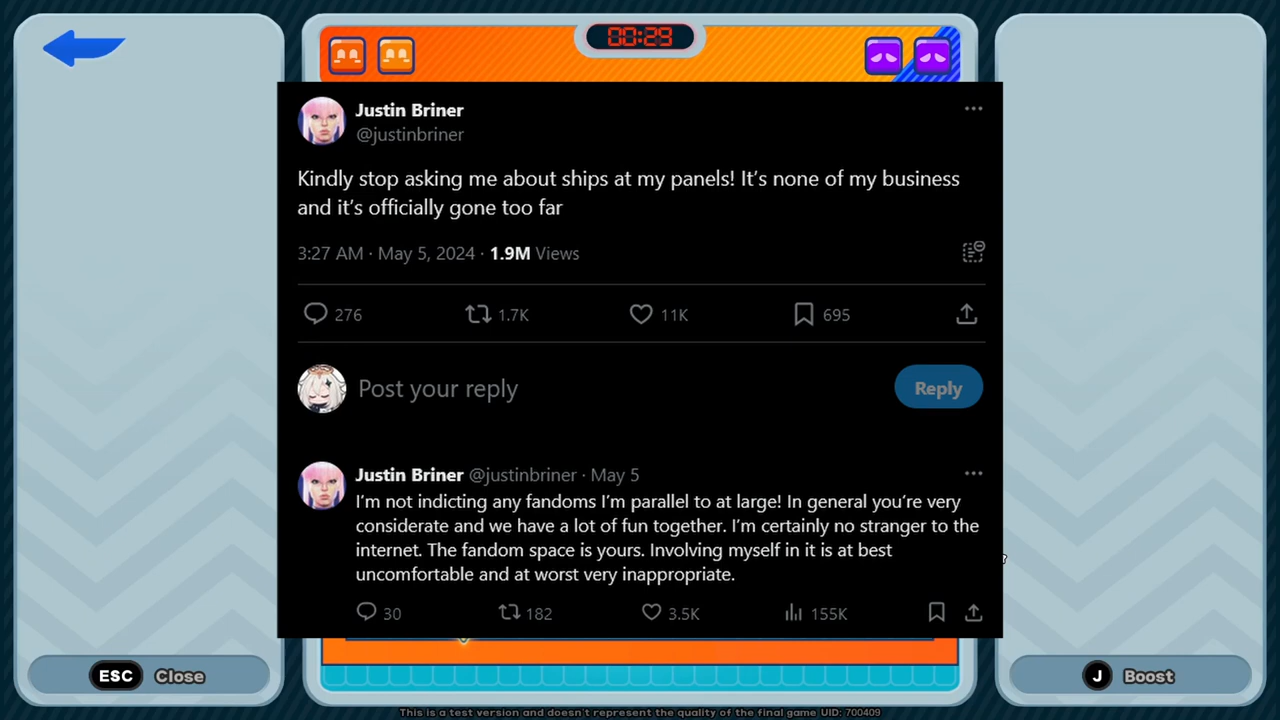 00:29
Justin Briner
@justinbriner
Kindly stop asking me about ships at my panels! It’s none of my business
and it’s officially gone too far
3:27 AM · May 5, 2024 · 1.9M Views
276 1.7K 11K 695
Post your reply
Reply
Justin Briner @justinbriner · May 5
I’m not indicting any fandoms I’m parallel to at large! In general you’re very
considerate and we have a lot of fun together. I’m certainly no stranger to the
internet. The fandom space is yours. Involving myself in it is at best
uncomfortable and at worst very inappropriate.
30 182 3.5K 155K
ESC Close
J Boost
This is a test version and doesn't represent the quality of the final game UID: 700409